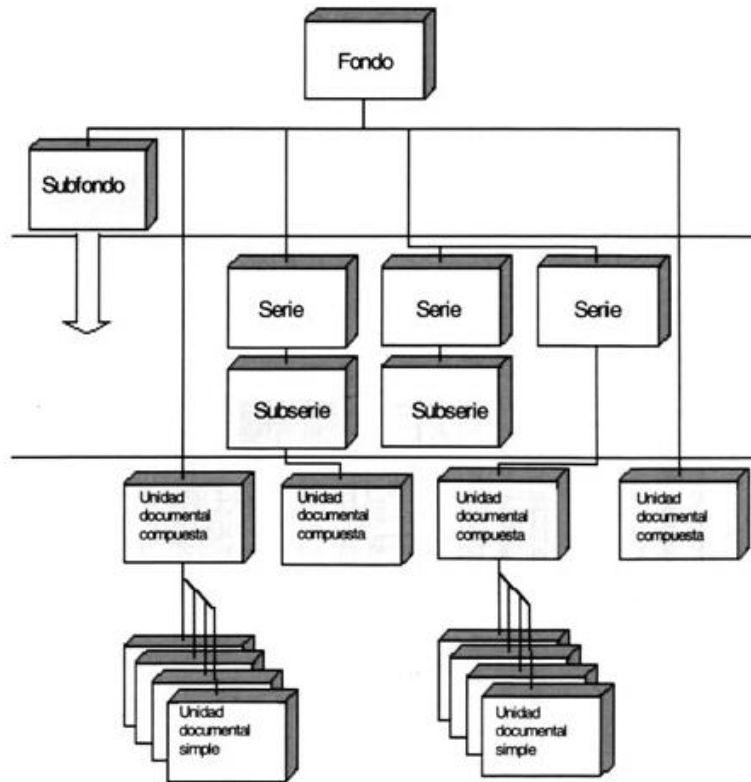 Fondo
Subfondo
Serie
Serie
Serie
Subserie
Subserie
Unidad
documental
compuesta
Unidad
documental
compuesta
Unidad
documental
compuesta
Unidad
documental
compuesta
Unidad
documental
simple
Unidad
documental
simple